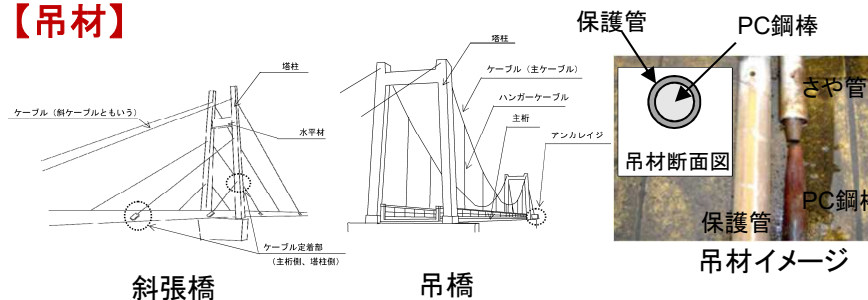 【吊材】
塔柱
ケーブル（斜ケーブルともいう）
水平材
ケーブル定着部
（主桁側、塔柱側）
斜張橋
塔柱
ケーブル（主ケーブル）
ハンガーケーブル
主桁
アンカレイジ
吊橋
保護管
PC鋼棒
さや管
吊材断面図
PC鋼棒
保護管
吊材イメージ